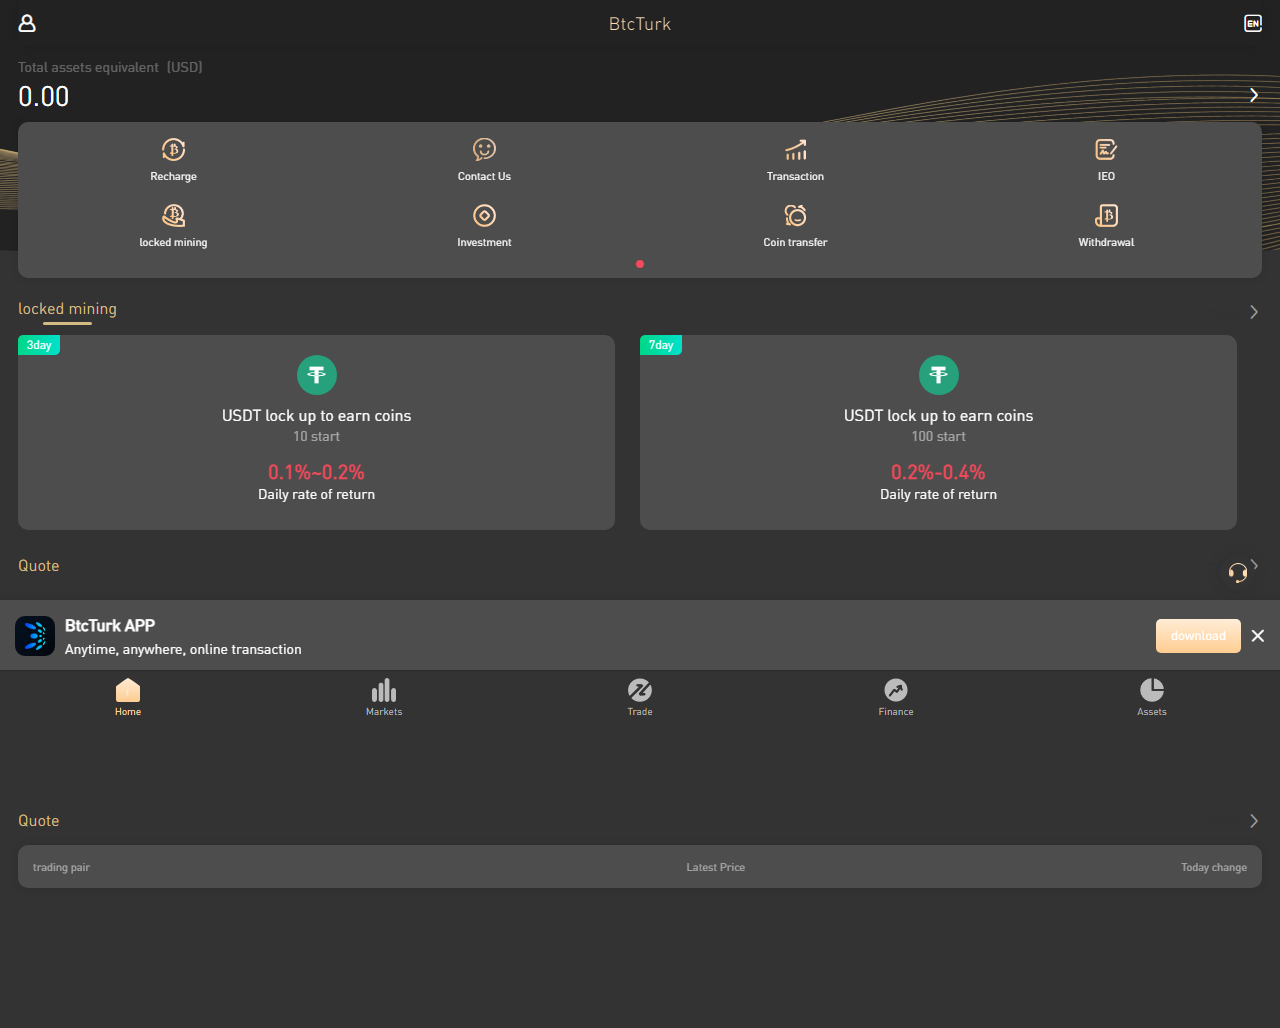 BtcTurk
EN
Total assets equivalent (USD)
0.00
Recharge
Contact Us
Transaction
IEO
locked mining
Investment
Coin transfer
Withdrawal
locked mining
3day
USDT lock up to earn coins
10 start
0.1%~0.2%
Daily rate of return
7day
USDT lock up to earn coins
100 start
0.2%-0.4%
Daily rate of return
Quote
BtcTurk APP
Anytime, anywhere, online transaction
download
Home
Markets
Trade
Finance
Assets
Quote
trading pair
Latest Price
Today change